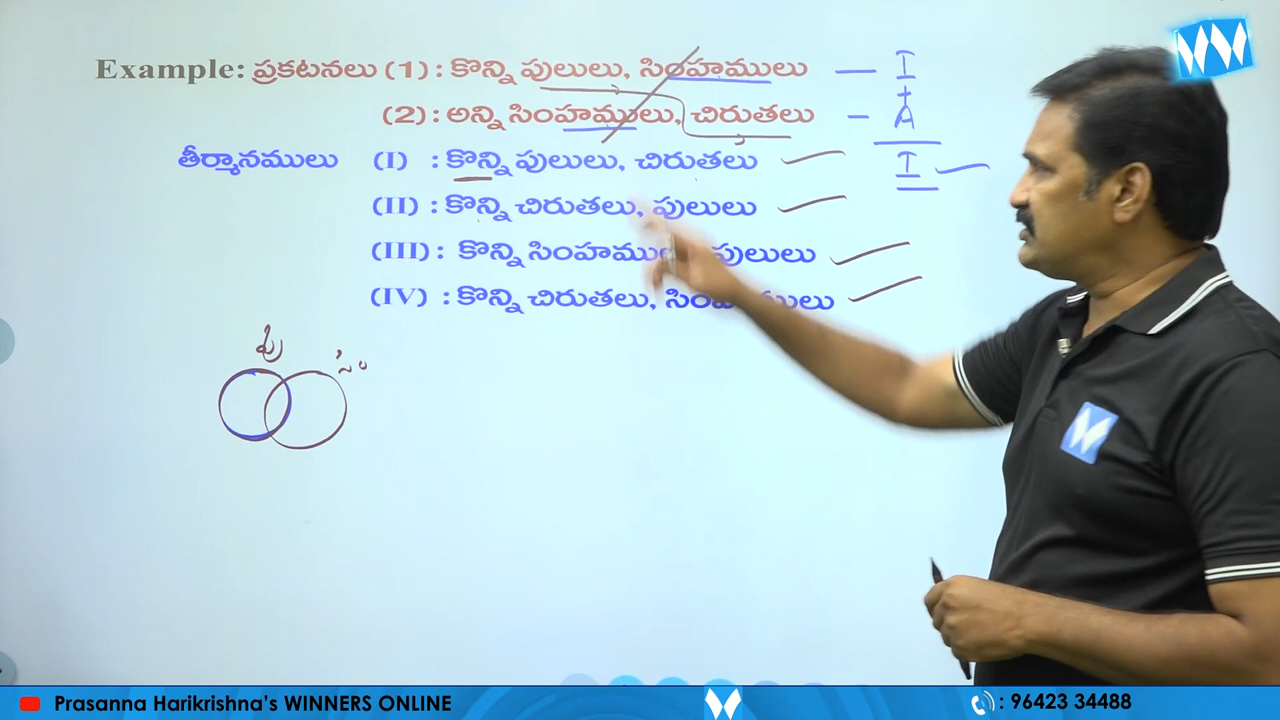 Example: ప్రకటనలు (1) : కొన్ని పులులు, సింహములు — I
+
(2) : అన్ని సింహములు, చిరుతలు – A
తీర్మానములు (I) : కొన్ని పులులు, చిరుతలు I
(II) : కొన్ని చిరుతలు, పులులు
(III) : కొన్ని పులులు
(IV) : కొన్ని చిరుతలు,
పు
సిం
Prasanna Harikrishna's WINNERS ONLINE
: 96423 34488